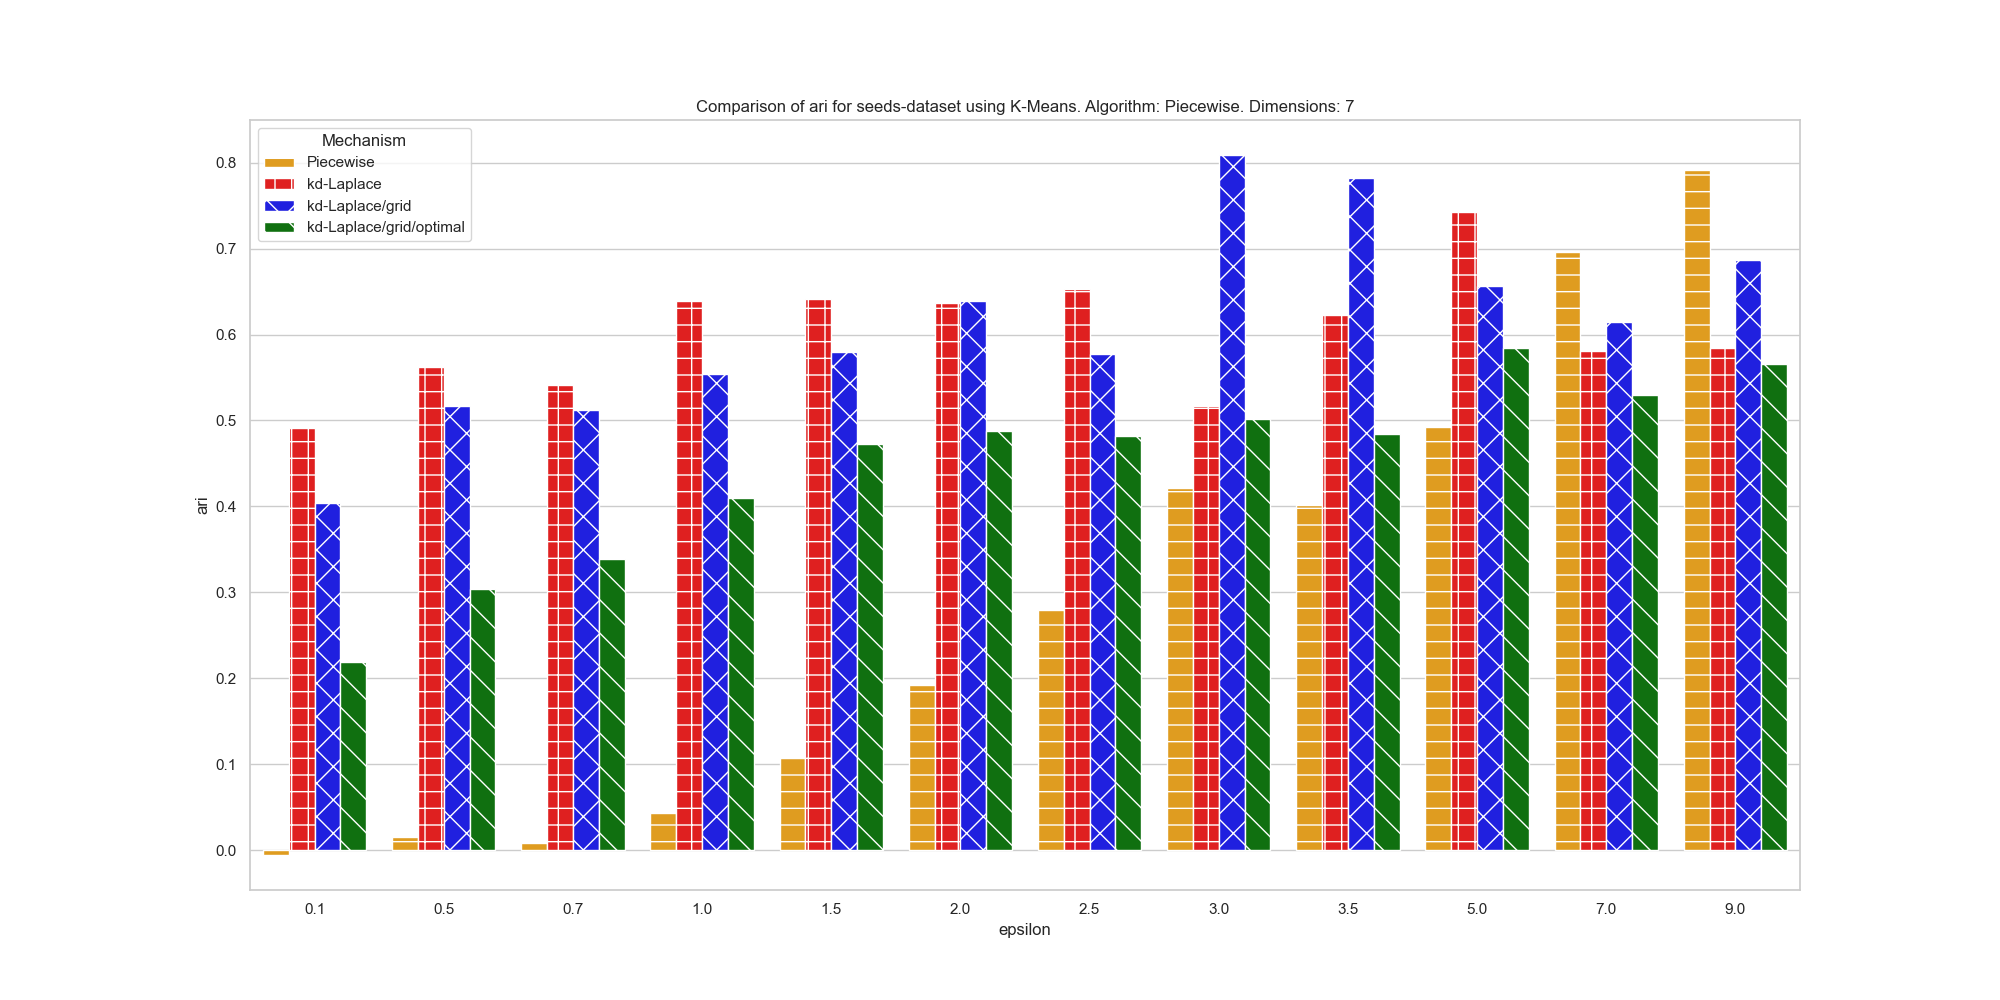 Comparison of ari for seeds-dataset using K-Means. Algorithm: Piecewise. Dimensions: 7
Mechanism
Piecewise
kd-Laplace
kd-Laplace/grid
kd-Laplace/grid/optimal
ari
0.8
0.7
0.6
0.5
0.4
0.3
0.2
0.1
0.0
0.1 0.5 0.7 1.0 1.5 2.0 2.5 3.0 3.5 5.0 7.0 9.0
epsilon